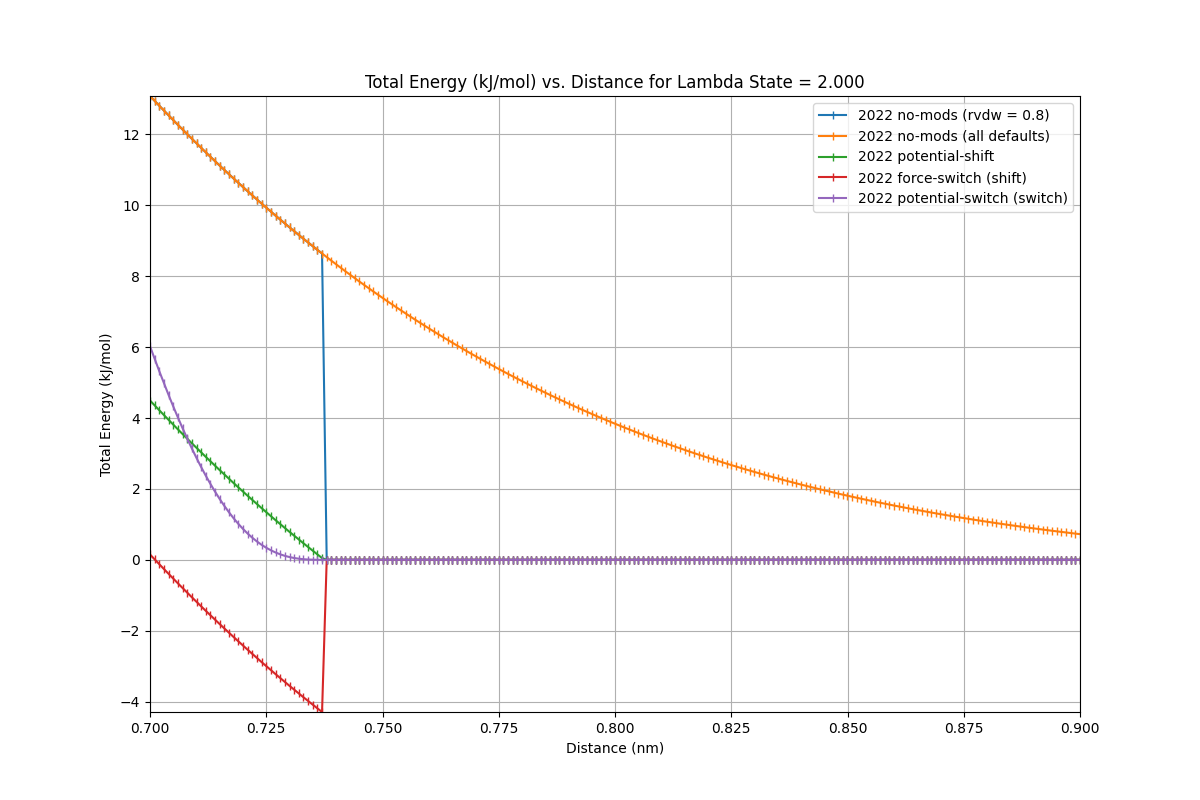 Total Energy (kJ/mol) vs. Distance for Lambda State = 2.000
2022 no-mods (rvdw = 0.8)
2022 no-mods (all defaults)
2022 potential-shift
2022 force-switch (shift)
2022 potential-switch (switch)
Total Energy (kJ/mol)
12
10
8
6
4
2
0
−2
−4
0.700 0.725 0.750 0.775 0.800 0.825 0.850 0.875 0.900
Distance (nm)